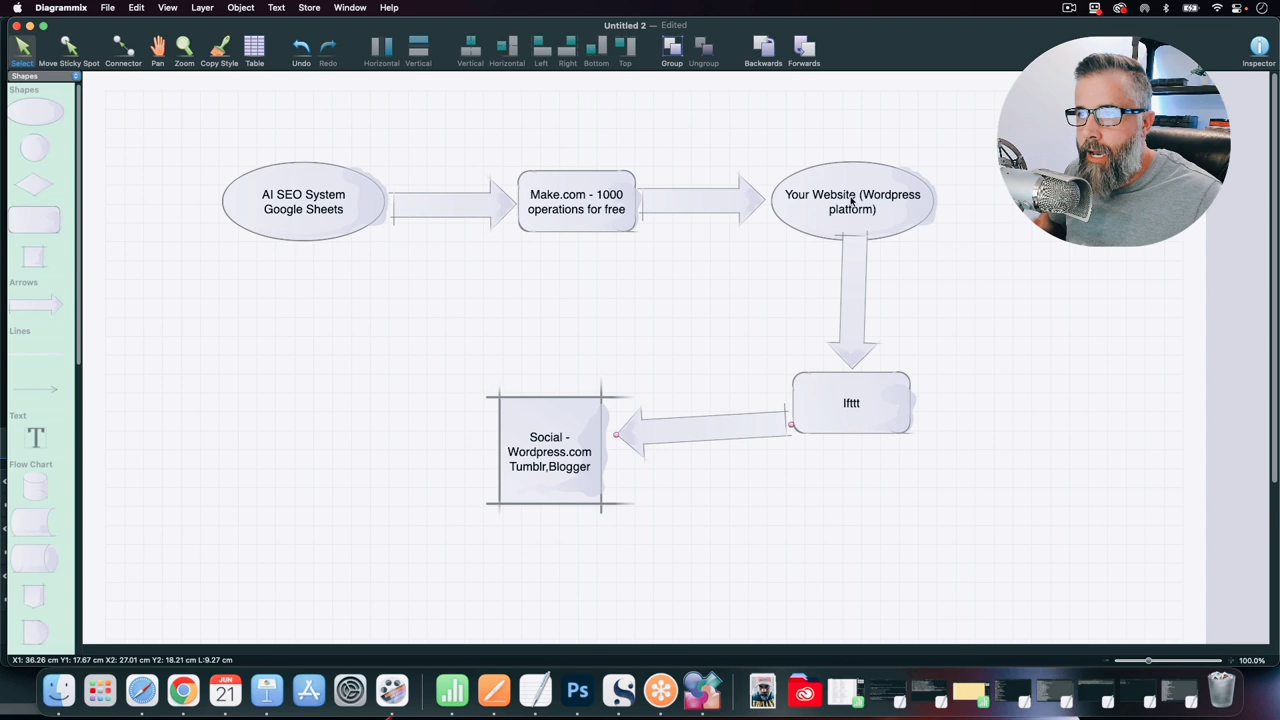 Diagrammix File Edit View Layer Object Text Store Window Help
Untitled 2 — Edited
Select Move Sticky Spot Connector Pan Zoom Copy Style Table Undo Redo Horizontal Vertical Vertical Horizontal Left Right Bottom Top Group Ungroup Backwards Forwards Inspector
Shapes
Shapes
Arrows
Lines
Text
T
Flow Chart
AI SEO System
Google Sheets
Make.com - 1000
operations for free
Your Website (Wordpress
platform)
Ifttt
Social -
Wordpress.com
Tumblr,Blogger
X1: 36.26 cm Y1: 17.67 cm X2: 27.01 cm Y2: 18.21 cm L:9.27 cm
100.0%
JUN
21
Ps